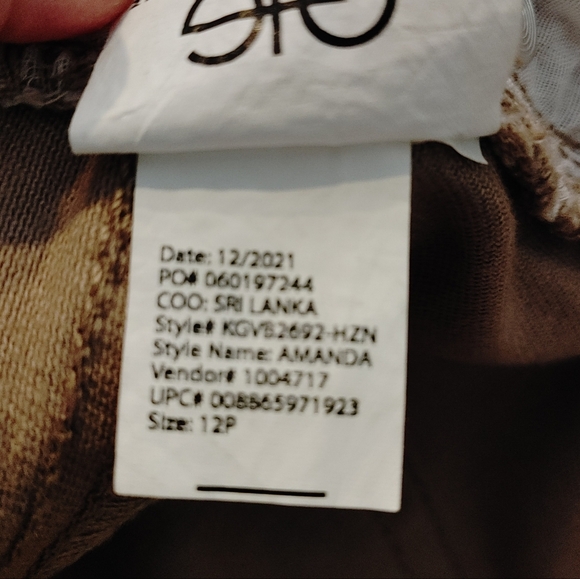 Date: 12/2021
PO# 060197244
COO: SRI LANKA
Style# KGVB2692-HZN
Style Name: AMANDA
Vendor# 1004717
UPC# 008865971923
Size: 12P